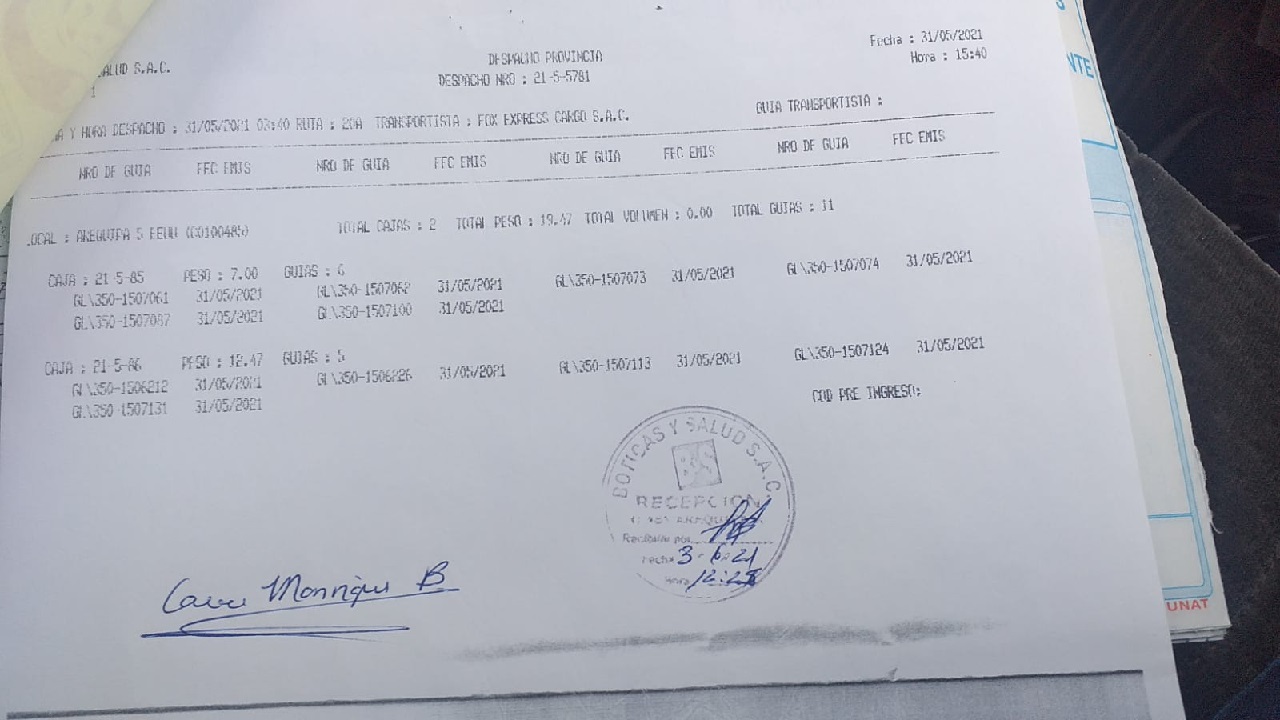 ALUD S.A.C.
1
DESPACHO PROVINCIA
DESPACHO NRO : 21-5-5781
Fecha : 31/05/2021
Hora : 15:40
A Y HORA DESPACHO : 31/05/2021 03:40 RUTA : 20A TRANSPORTISTA : FOX EXPRESS CARGO S.A.C. GUIA TRANSPORTISTA :
NRO DE GUIA FEC EMIS NRO DE GUIA FEC EMIS NRO DE GUIA FEC EMIS NRO DE GUIA FEC EMIS
LOCAL : AREQUIPA 5 TOTAL CAJAS : 2 TOTAL PESO : 19.47 TOTAL VOLUMEN : 0.00 TOTAL GUIAS : 11
CAJA : 21-5-85 PESO : 7.00 GUIAS : 6
GL\350-1507061 31/05/2021 GL\350-1507062 31/05/2021 GL\350-1507073 31/05/2021 GL\350-1507074 31/05/2021
GL\350-1507087 31/05/2021 GL\350-1507100 31/05/2021
CAJA : 21-5-86 PESO : 12.47 GUIAS : 5
GL\350-1506212 31/05/2021 GL\350-1506226 31/05/2021 GL\350-1507113 31/05/2021 GL\350-1507124 31/05/2021
GL\350-1507131 31/05/2021
COD PRE INGRESO:
BOTICAS Y SALUD S.A.C.
BS
RECEPCION
AREQUIPA
Recibido por
Fecha 3-6-21
Hora 12:25
Manrique B
NTE
UNAT